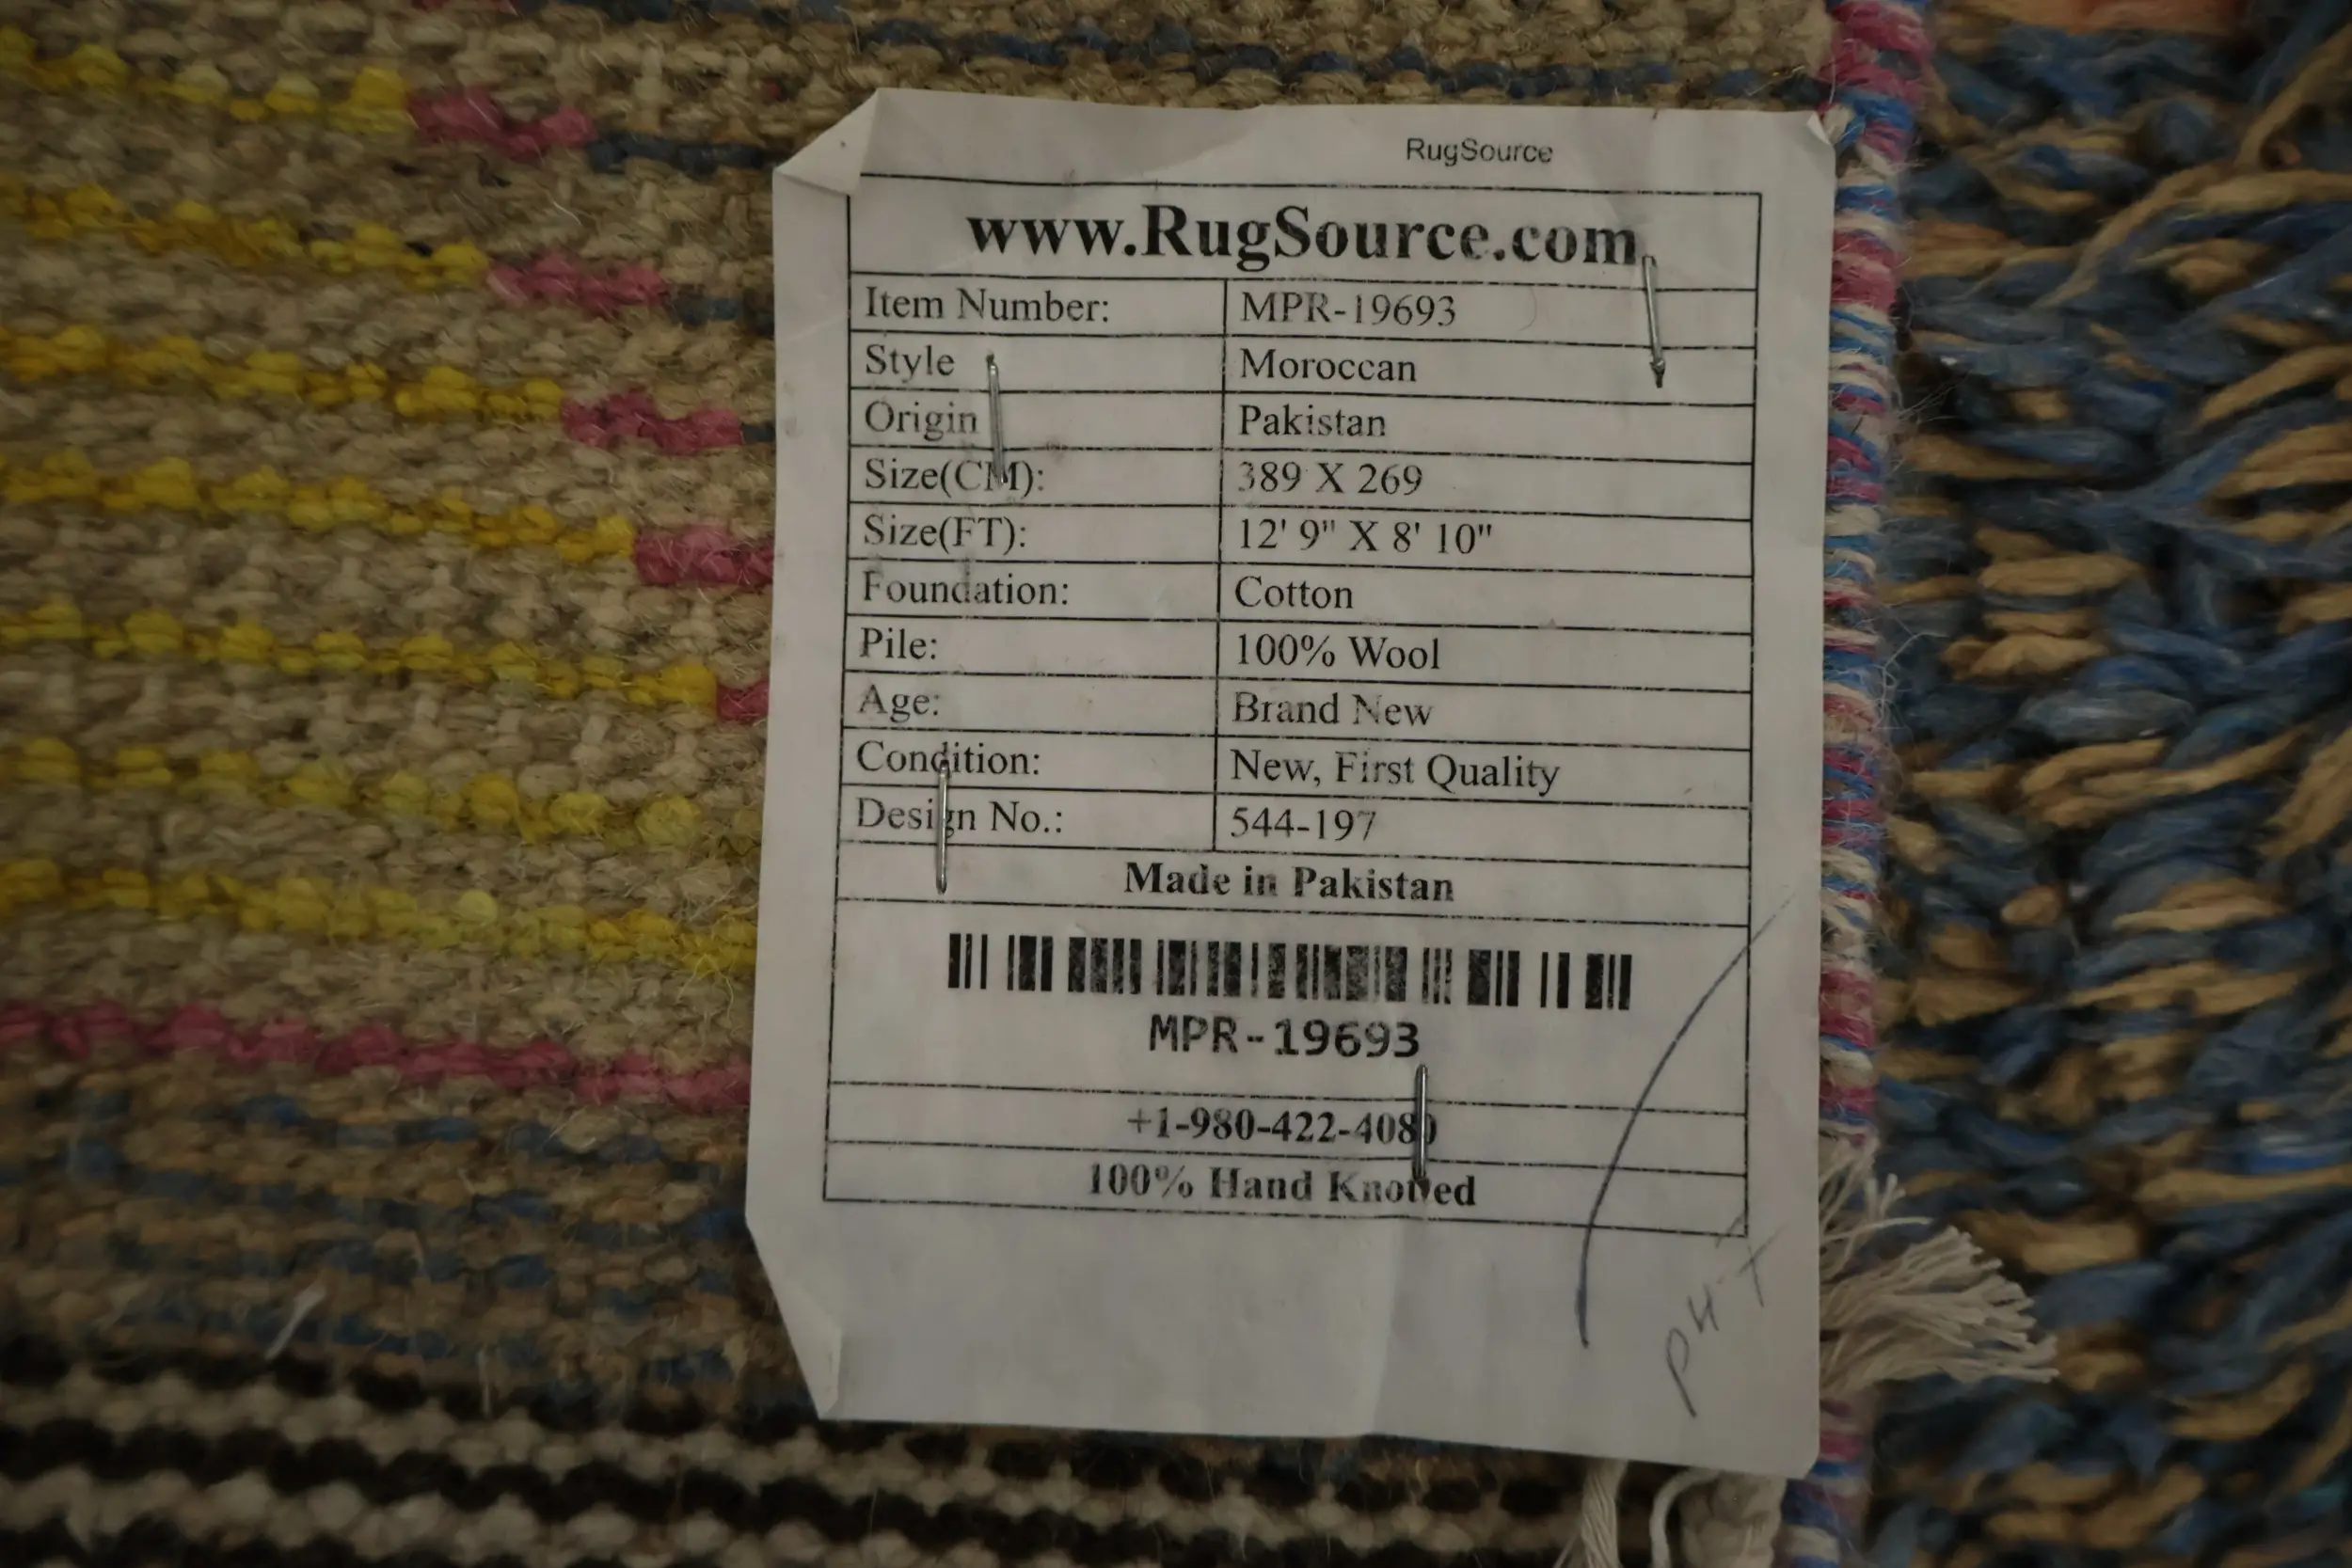 RugSource
www.RugSource.com
Item Number: MPR-19693
Style Moroccan
Origin Pakistan
Size(CM): 389 X 269
Size(FT): 12' 9" X 8' 10"
Foundation: Cotton
Pile: 100% Wool
Age: Brand New
Condition: New, First Quality
Design No.: 544-197
Made in Pakistan
MPR-19693
+1-980-422-4080
100% Hand Knotted